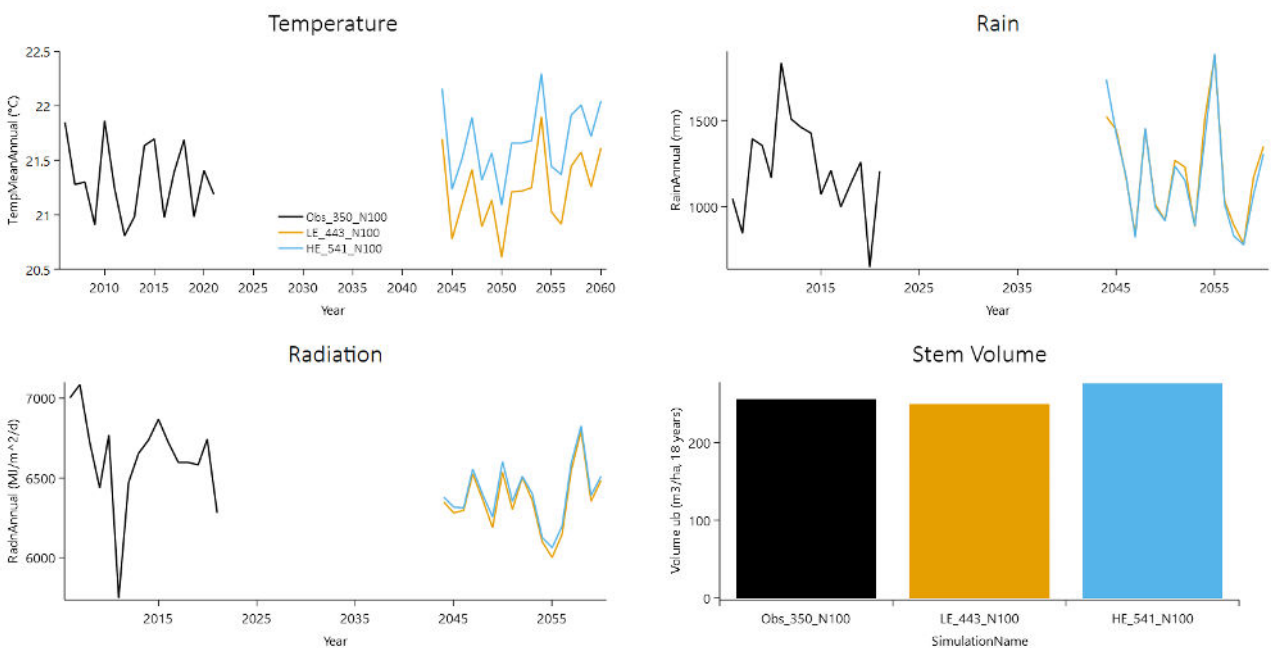 Temperature
TempMeanAnnual (°C)
22.5
22
21.5
21
20.5
Obs_350_N100
LE_443_N100
HE_541_N100
2010 2015 2020 2025 2030 2035 2040 2045 2050 2055 2060
Year
Rain
RainAnnual (mm)
1500
1000
2015 2025 2035 2045 2055
Year
Radiation
RadnAnnual (MJ/m^2/d)
7000
6500
6000
2015 2025 2035 2045 2055
Year
Stem Volume
Volume ub (m3/ha, 18 years)
200
100
0
Obs_350_N100 LE_443_N100 HE_541_N100
SimulationName